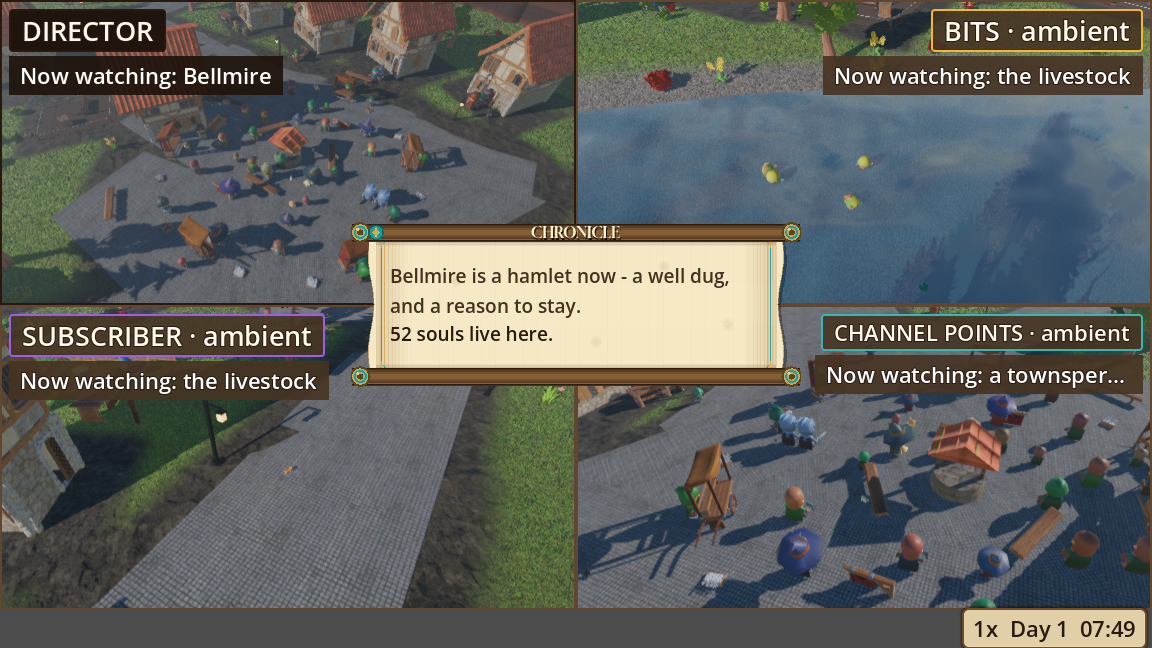 DIRECTOR
Now watching: Bellmire
BITS · ambient
Now watching: the livestock
CHRONICLE
Bellmire is a hamlet now - a well dug,
and a reason to stay.
52 souls live here.
SUBSCRIBER · ambient
Now watching: the livestock
CHANNEL POINTS · ambient
Now watching: a townsper...
1x Day 1 07:49